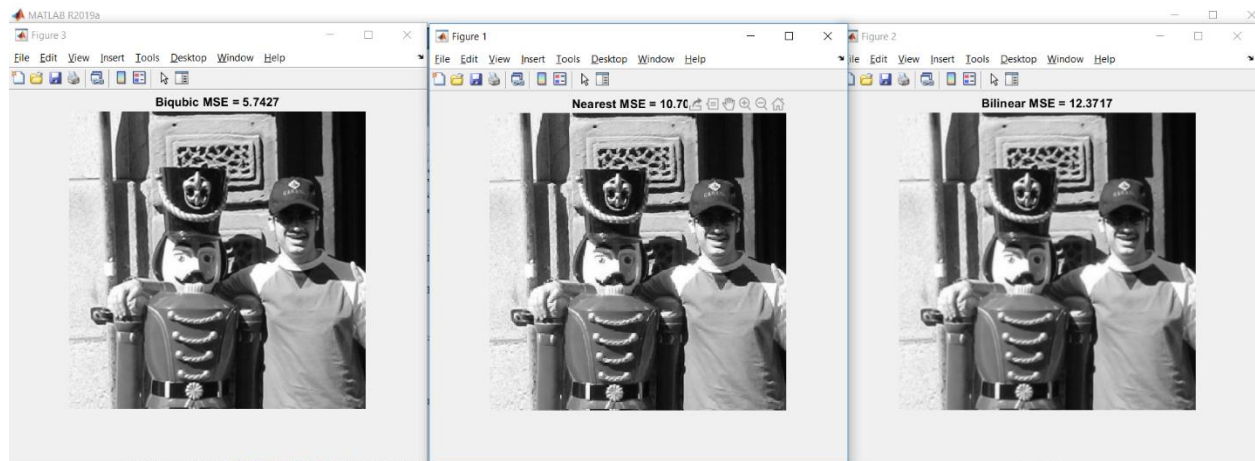 MATLAB R2019a
Figure 3
File Edit View Insert Tools Desktop Window Help
Biqubic MSE = 5.7427
Figure 1
File Edit View Insert Tools Desktop Window Help
Nearest MSE = 10.70
Figure 2
File Edit View Insert Tools Desktop Window Help
Bilinear MSE = 12.3717